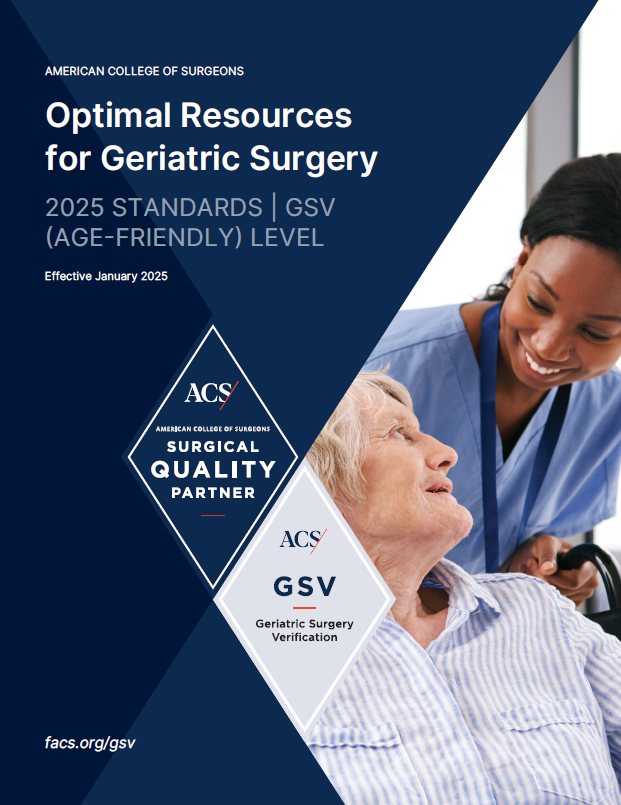 AMERICAN COLLEGE OF SURGEONS
Optimal Resources
for Geriatric Surgery
2025 STANDARDS | GSV
(AGE-FRIENDLY) LEVEL
Effective January 2025
ACS
AMERICAN COLLEGE OF SURGEONS
SURGICAL
QUALITY
PARTNER
ACS
GSV
Geriatric Surgery
Verification
facs.org/gsv